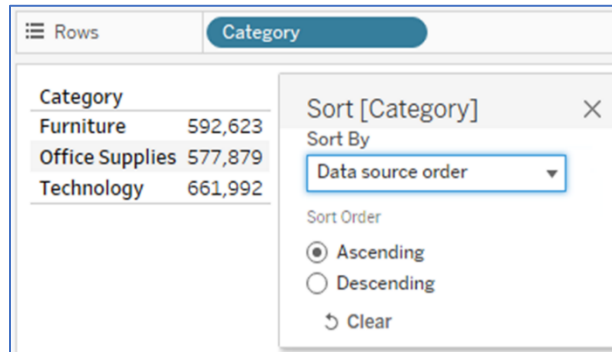 Rows
Category
Category
Furniture 592,623
Office Supplies 577,879
Technology 661,992
Sort [Category]
Sort By
Data source order
Sort Order
Ascending
Descending
Clear